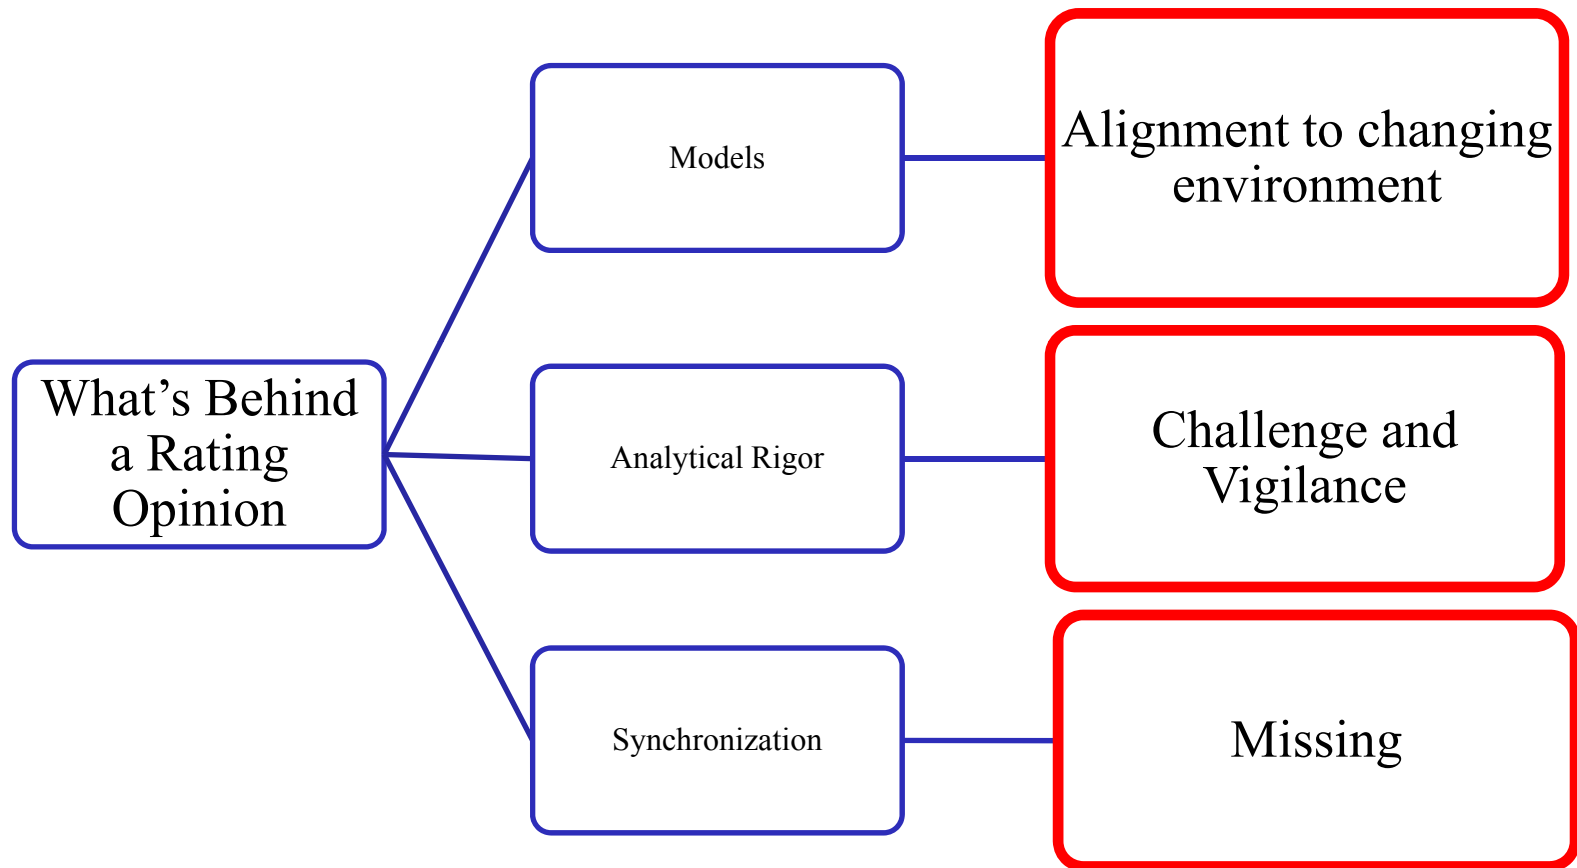 What’s Behind
a Rating
Opinion
Models
Alignment to changing
environment
Analytical Rigor
Challenge and
Vigilance
Synchronization
Missing